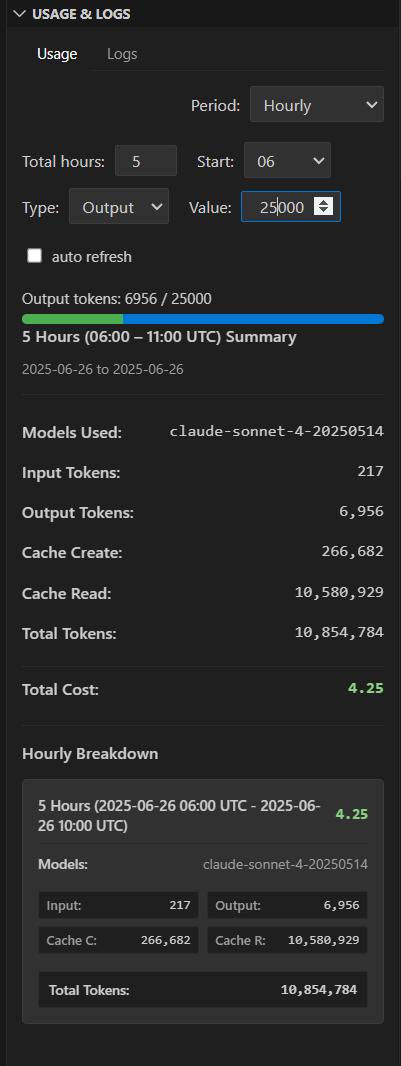 USAGE & LOGS
Usage Logs
Period: Hourly
Total hours: 5 Start: 06
Type: Output Value: 25000
auto refresh
Output tokens: 6956 / 25000
5 Hours (06:00 – 11:00 UTC) Summary
2025-06-26 to 2025-06-26
Models Used: claude-sonnet-4-20250514
Input Tokens: 217
Output Tokens: 6,956
Cache Create: 266,682
Cache Read: 10,580,929
Total Tokens: 10,854,784
Total Cost: 4.25
Hourly Breakdown
5 Hours (2025-06-26 06:00 UTC - 2025-06-
26 10:00 UTC) 4.25
Models: claude-sonnet-4-20250514
Input: 217 Output: 6,956
Cache C: 266,682 Cache R: 10,580,929
Total Tokens: 10,854,784